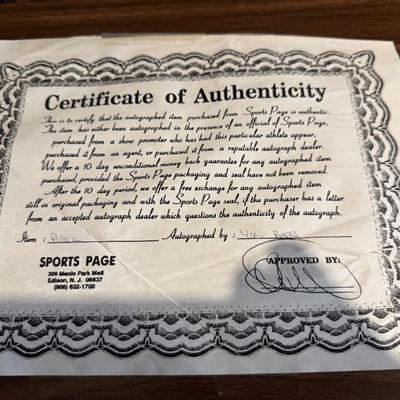 Certificate of Authenticity
This is to certify that the autographed item purchased from Sports Page is authentic.
The item has either been autographed in the presence of an official of Sports Page,
purchased from a show promoter who has had this particular athlete appear,
purchased it from an agent, or purchased it from a reputable autograph dealer.
We offer a 10 day unconditional money back guarantee for any autographed item
purchased provided the Sports Page packaging and seal have not been removed.
After the 10 day period, we offer a free exchange for any autographed item
still in original packaging and with the Sports Page seal, if the purchaser has a letter
from an accepted autograph dealer which questions the authenticity of the autograph.
Item : Autographed by : Yogi Berra
SPORTS PAGE APPROVED BY:
399 Menlo Park Mall
Edison, N. J. 08837
(908) 632-1700